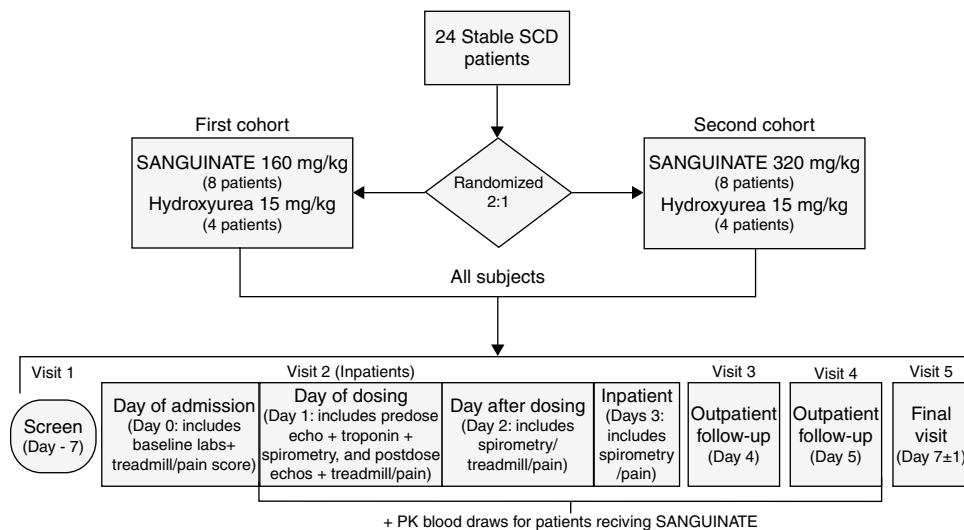 24 Stable SCD
patients
First cohort
Second cohort
SANGUINATE 160 mg/kg
(8 patients)
Hydroxyurea 15 mg/kg
(4 patients)
Randomized
2:1
SANGUINATE 320 mg/kg
(8 patients)
Hydroxyurea 15 mg/kg
(4 patients)
All subjects
Visit 1
Visit 2 (Inpatients)
Visit 3
Visit 4
Visit 5
Screen
(Day - 7)
Day of admission
(Day 0: includes
baseline labs+
treadmill/pain score)
Day of dosing
(Day 1: includes predose
echo + troponin +
spirometry, and postdose
echos + treadmill/pain)
Day after dosing
(Day 2: includes
spirometry/
treadmill/pain)
Inpatient
(Days 3:
includes
spirometry
/pain)
Outpatient
follow-up
(Day 4)
Outpatient
follow-up
(Day 5)
Final
visit
(Day 7±1)
+ PK blood draws for patients reciving SANGUINATE